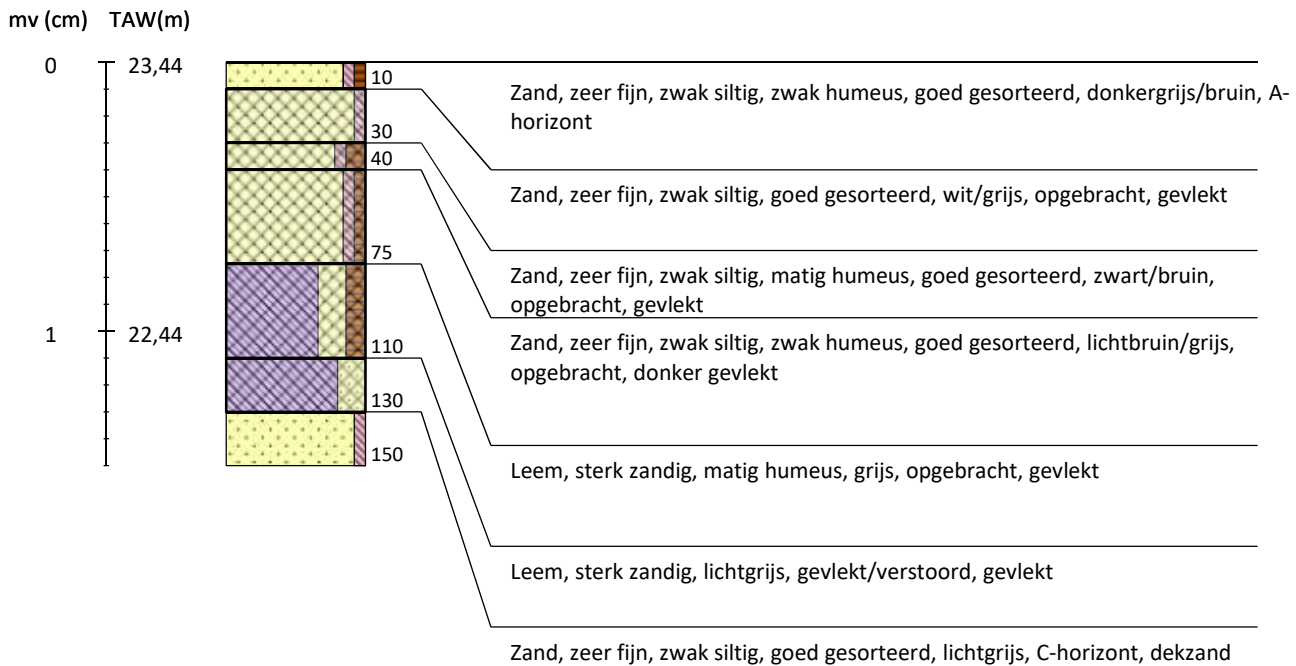 mv (cm) TAW(m)
0 23,44
10
Zand, zeer fijn, zwak siltig, zwak humeus, goed gesorteerd, donkergrijs/bruin, A-
horizont
30
40
Zand, zeer fijn, zwak siltig, goed gesorteerd, wit/grijs, opgebracht, gevlekt
75
Zand, zeer fijn, zwak siltig, matig humeus, goed gesorteerd, zwart/bruin,
opgebracht, gevlekt
1 22,44
110
Zand, zeer fijn, zwak siltig, zwak humeus, goed gesorteerd, lichtbruin/grijs,
opgebracht, donker gevlekt
130
150
Leem, sterk zandig, matig humeus, grijs, opgebracht, gevlekt
Leem, sterk zandig, lichtgrijs, gevlekt/verstoord, gevlekt
Zand, zeer fijn, zwak siltig, goed gesorteerd, lichtgrijs, C-horizont, dekzand